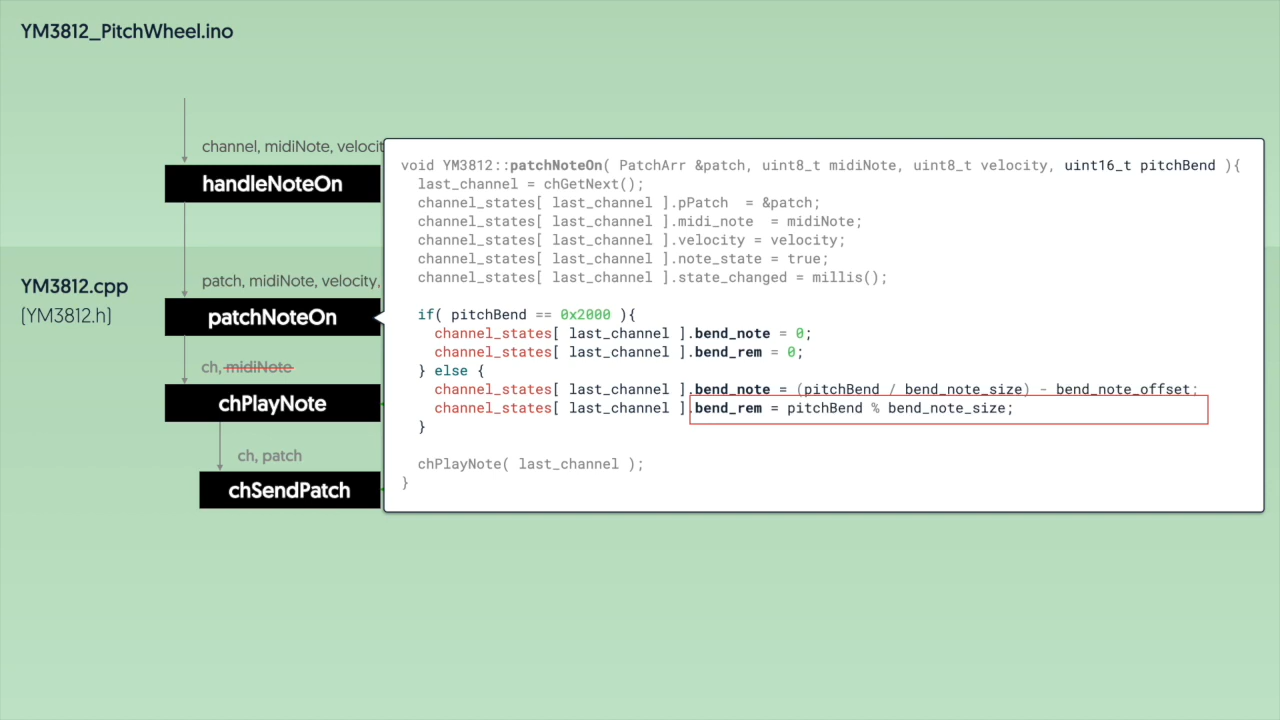 YM3812_PitchWheel.ino
channel, midiNote, velocit
handleNoteOn
YM3812.cpp
(YM3812.h)
patch, midiNote, velocity,
patchNoteOn
ch, midiNote
chPlayNote
ch, patch
chSendPatch
void YM3812::patchNoteOn( PatchArr &patch, uint8_t midiNote, uint8_t velocity, uint16_t pitchBend ){
last_channel = chGetNext();
channel_states[ last_channel ].pPatch = &patch;
channel_states[ last_channel ].midi_note = midiNote;
channel_states[ last_channel ].velocity = velocity;
channel_states[ last_channel ].note_state = true;
channel_states[ last_channel ].state_changed = millis();
if( pitchBend == 0x2000 ){
channel_states[ last_channel ].bend_note = 0;
channel_states[ last_channel ].bend_rem = 0;
} else {
channel_states[ last_channel ].bend_note = (pitchBend / bend_note_size) - bend_note_offset;
channel_states[ last_channel ].bend_rem = pitchBend % bend_note_size;
}
chPlayNote( last_channel );
}